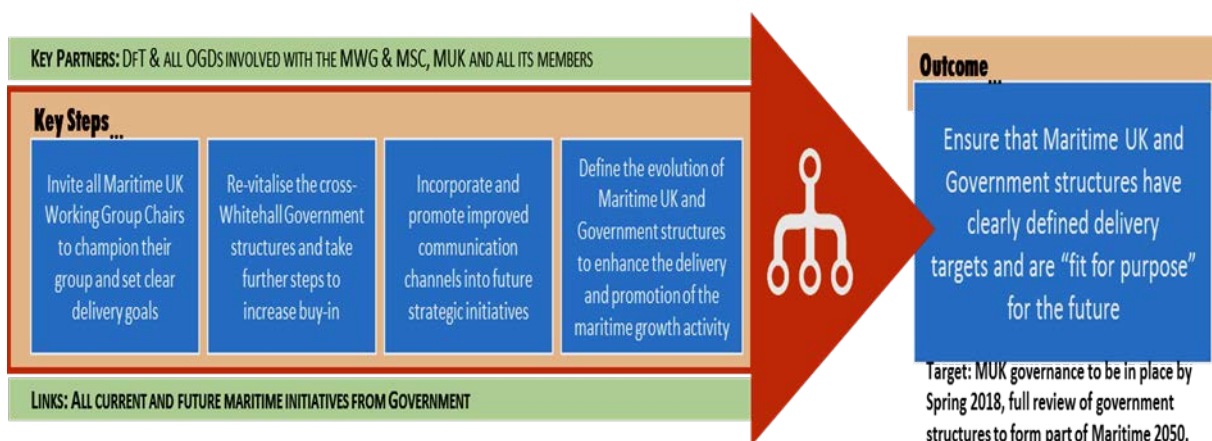 KEY PARTNERS: DFT & ALL OGDS INVOLVED WITH THE MWG & MSC, MUK AND ALL ITS MEMBERS
Key Steps...
Invite all Maritime UK
Working Group Chairs
to champion their
group and set clear
delivery goals
Re-vitalise the cross-
Whitehall Government
structures and take
further steps to
increase buy-in
Incorporate and
promote improved
communication
channels into future
strategic initiatives
Define the evolution of
Maritime UK and
Government structures
to enhance the delivery
and promotion of the
maritime growth activity
LINKS: ALL CURRENT AND FUTURE MARITIME INITIATIVES FROM GOVERNMENT
Outcome...
Ensure that Maritime UK and
Government structures have
clearly defined delivery
targets and are “fit for purpose”
for the future
Target: MUK governance to be in place by
Spring 2018, full review of government
structures to form part of Maritime 2050.